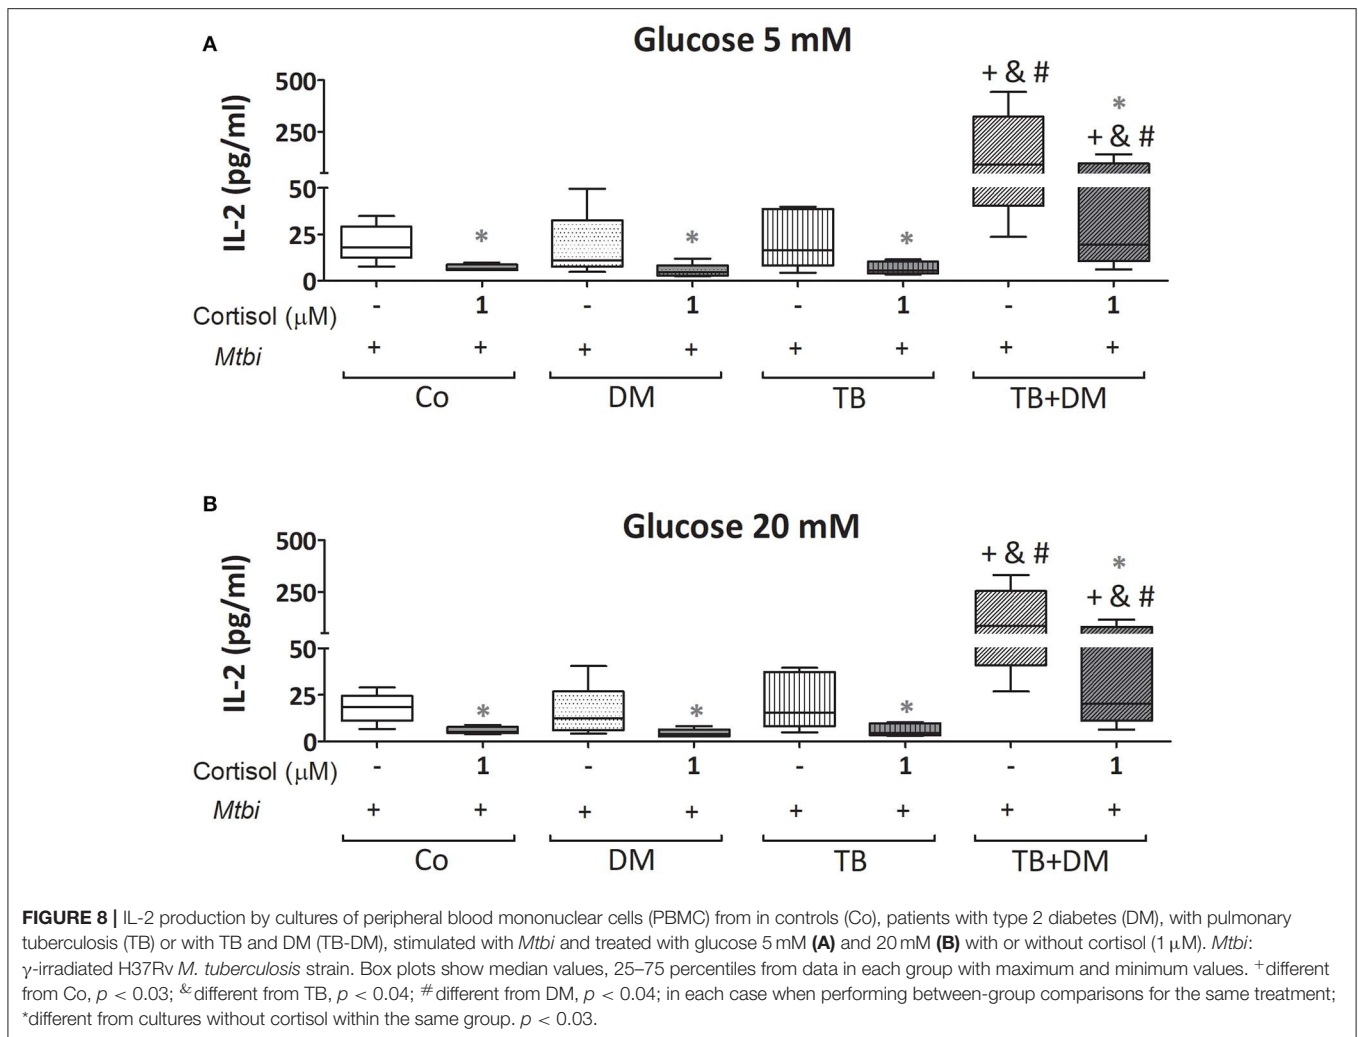 A
Glucose 5 mM
IL-2 (pg/ml)
500
250
50
25
0
+ & #
*
+ & #
* * *
Cortisol (μM) - 1 - 1 - 1 - 1
Mtbi + + + + + + + +
Co DM TB TB+DM
B
Glucose 20 mM
IL-2 (pg/ml)
500
250
50
25
0
+ & #
*
+ & #
* * *
Cortisol (μM) - 1 - 1 - 1 - 1
Mtbi + + + + + + + +
Co DM TB TB+DM
FIGURE 8 | IL-2 production by cultures of peripheral blood mononuclear cells (PBMC) from in controls (Co), patients with type 2 diabetes (DM), with pulmonary
tuberculosis (TB) or with TB and DM (TB-DM), stimulated with Mtbi and treated with glucose 5 mM (A) and 20 mM (B) with or without cortisol (1 μM). Mtbi:
γ-irradiated H37Rv M. tuberculosis strain. Box plots show median values, 25–75 percentiles from data in each group with maximum and minimum values. +different
from Co, p < 0.03; &different from TB, p < 0.04; #different from DM, p < 0.04; in each case when performing between-group comparisons for the same treatment;
*different from cultures without cortisol within the same group. p < 0.03.